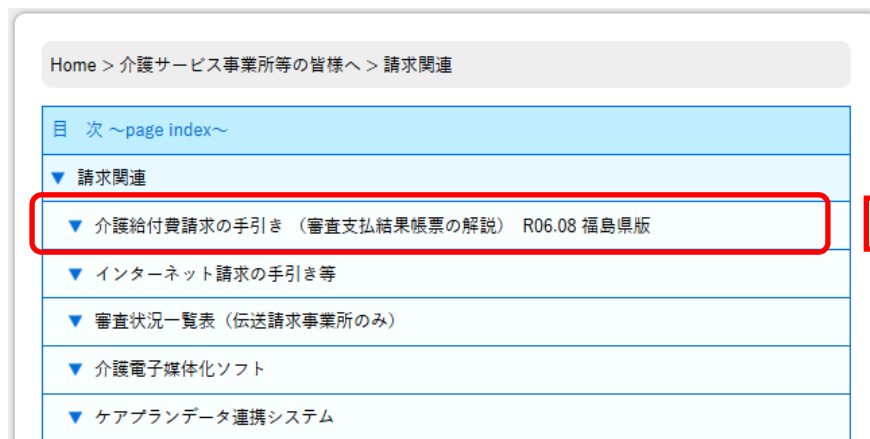 Home > 介護サービス事業所等の皆様へ > 請求関連
目　次 ～page index～
▼ 請求関連
▼ 介護給付費請求の手引き （審査支払結果帳票の解説） R06.08 福島県版
▼ インターネット請求の手引き等
▼ 審査状況一覧表（伝送請求事業所のみ）
▼ 介護電子媒体化ソフト
▼ ケアプランデータ連携システム